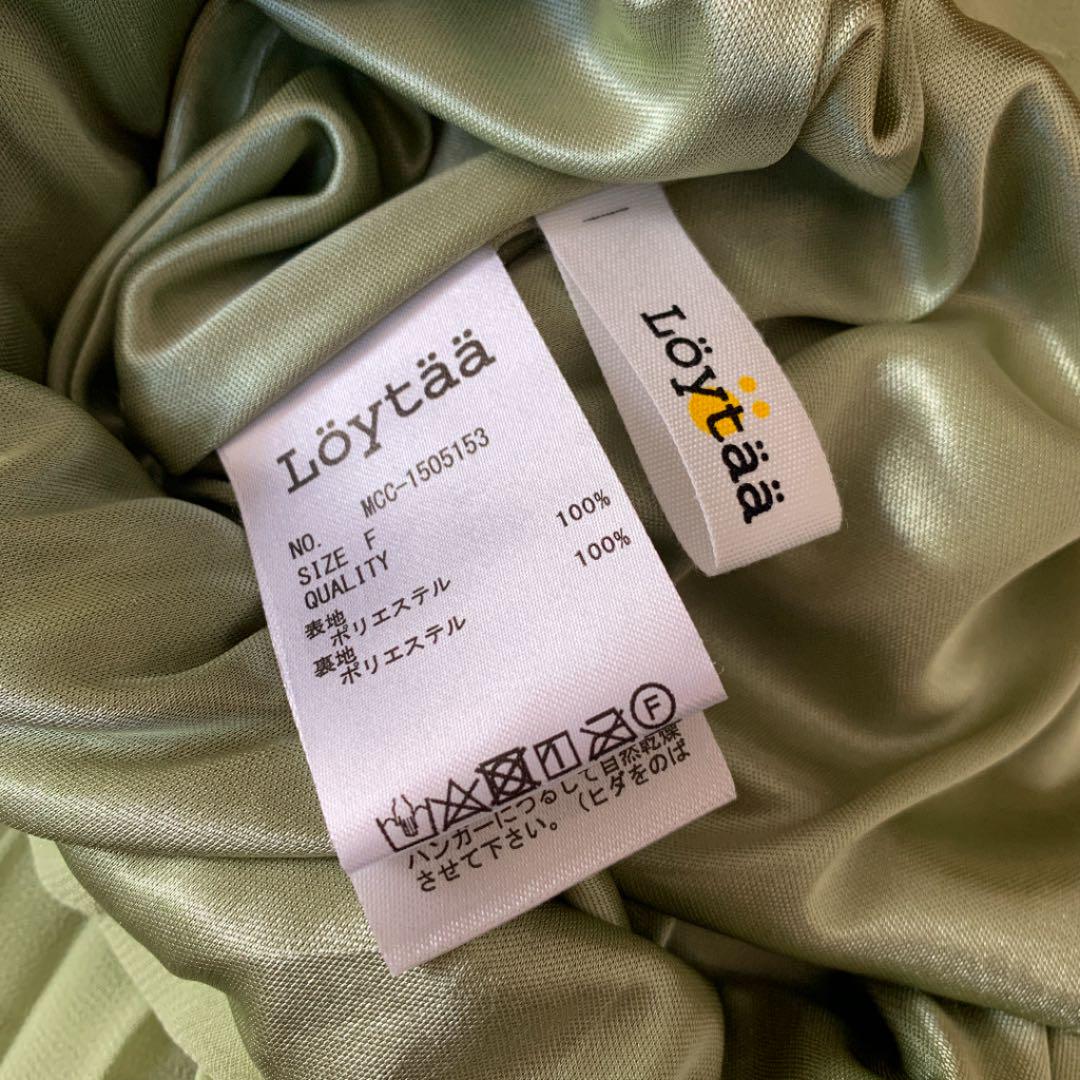 Löytää
NO. MCC-1505153
SIZE F
QUALITY
表地
ポリエステル 100%
裏地
ポリエステル 100%
F
ハンガーにつるして自然乾燥
させて下さい。(ヒダをのば
Löytää